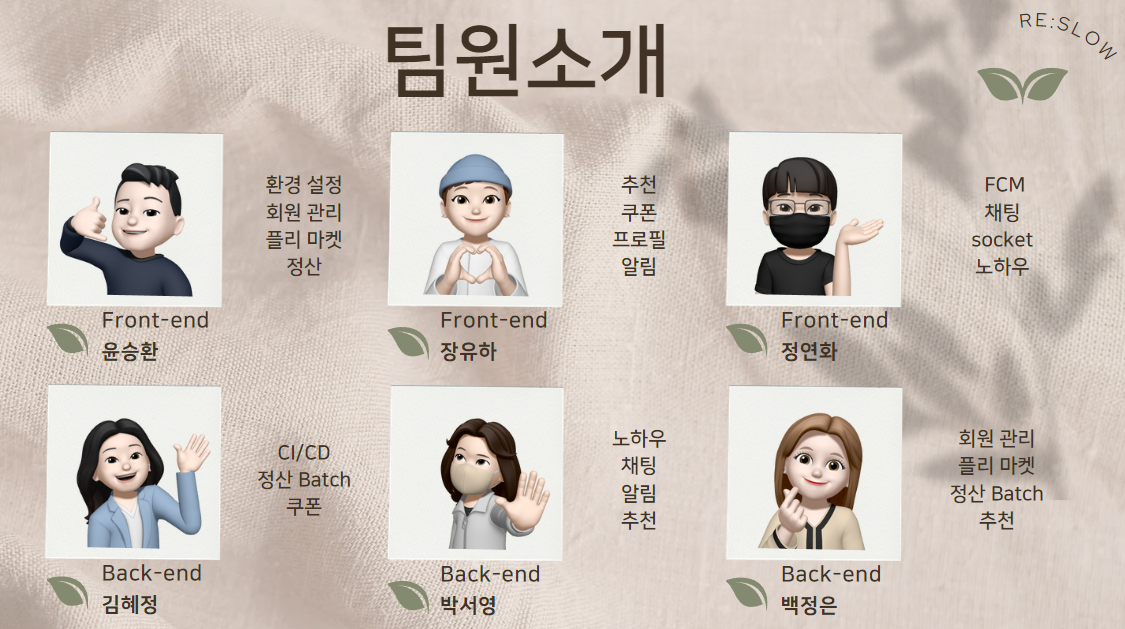 팀원소개
RE:SLOW
환경 설정
회원 관리
플리 마켓
정산
Front-end
윤승환
추천
쿠폰
프로필
알림
Front-end
장유하
FCM
채팅
socket
노하우
Front-end
정연화
CI/CD
정산 Batch
쿠폰
Back-end
김혜정
노하우
채팅
알림
추천
Back-end
박서영
회원 관리
플리 마켓
정산 Batch
추천
Back-end
백정은